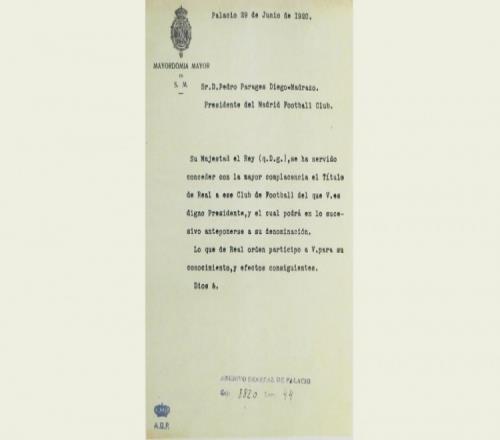 Palacio 29 de Junio de 1920.
MAYORDOMIA MAYOR
DE
S. M.
Sr.D.Pedro Parages Diego-Madrazo.
Presidente del Madrid Football Club.
Su Majestad el Rey (q.D.g.),se ha servido
conceder con la mayor complacencia el Título
de Real a ese Club de Football del que V.es
digno Presidente,y el cual podrá en lo suce-
sivo anteponerse a su denominación.
Lo que de Real orden participo a V.para su
conocimiento,y efectos consiguientes.
Dios &.
ARCHIVO GENERAL DE PALACIO
8820 44
A.G.P.